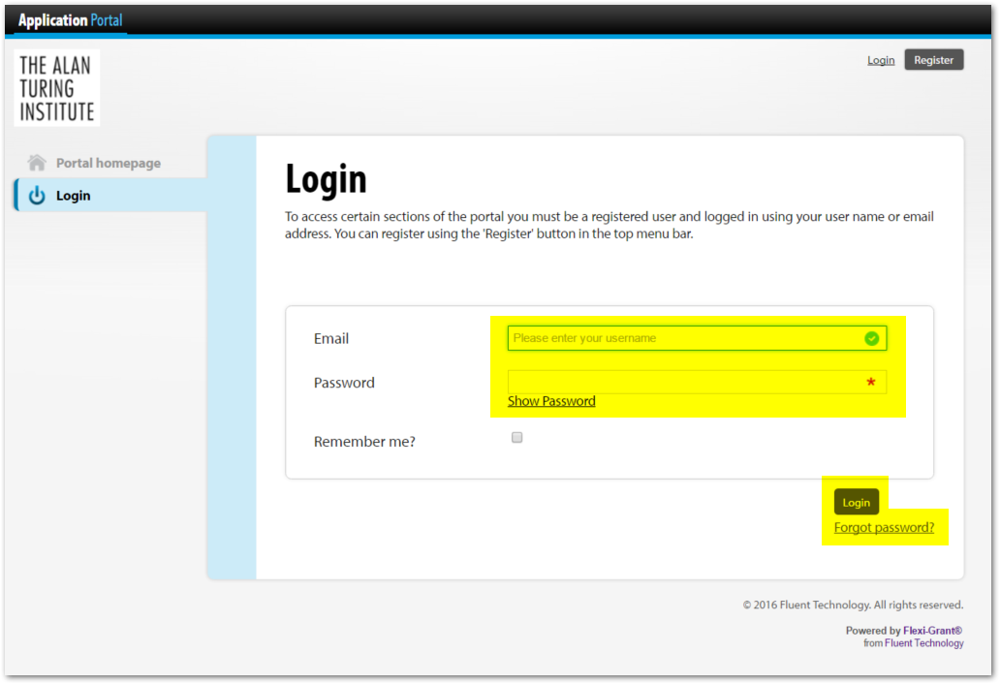 Application Portal
THE ALAN
TURING
INSTITUTE
Login
Register
Portal homepage
Login
Login
To access certain sections of the portal you must be a registered user and logged in using your user name or email
address. You can register using the 'Register' button in the top menu bar.
Email
Please enter your username
Password
*
Show Password
Remember me?
Login
Forgot password?
© 2016 Fluent Technology. All rights reserved.
Powered by Flexi-Grant®
from Fluent Technology